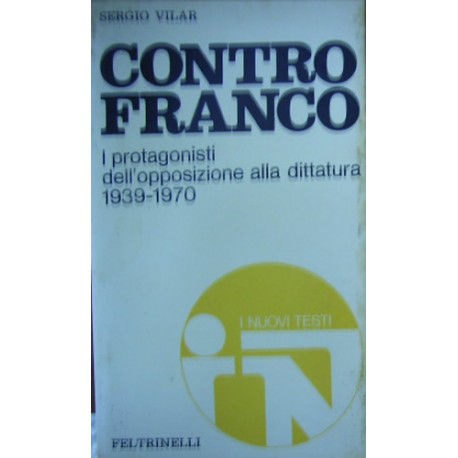 SERGIO VILAR
CONTRO
FRANCO
I protagonisti
dell'opposizione alla dittatura
1939-1970
I NUOVI TESTI
FELTRINELLI